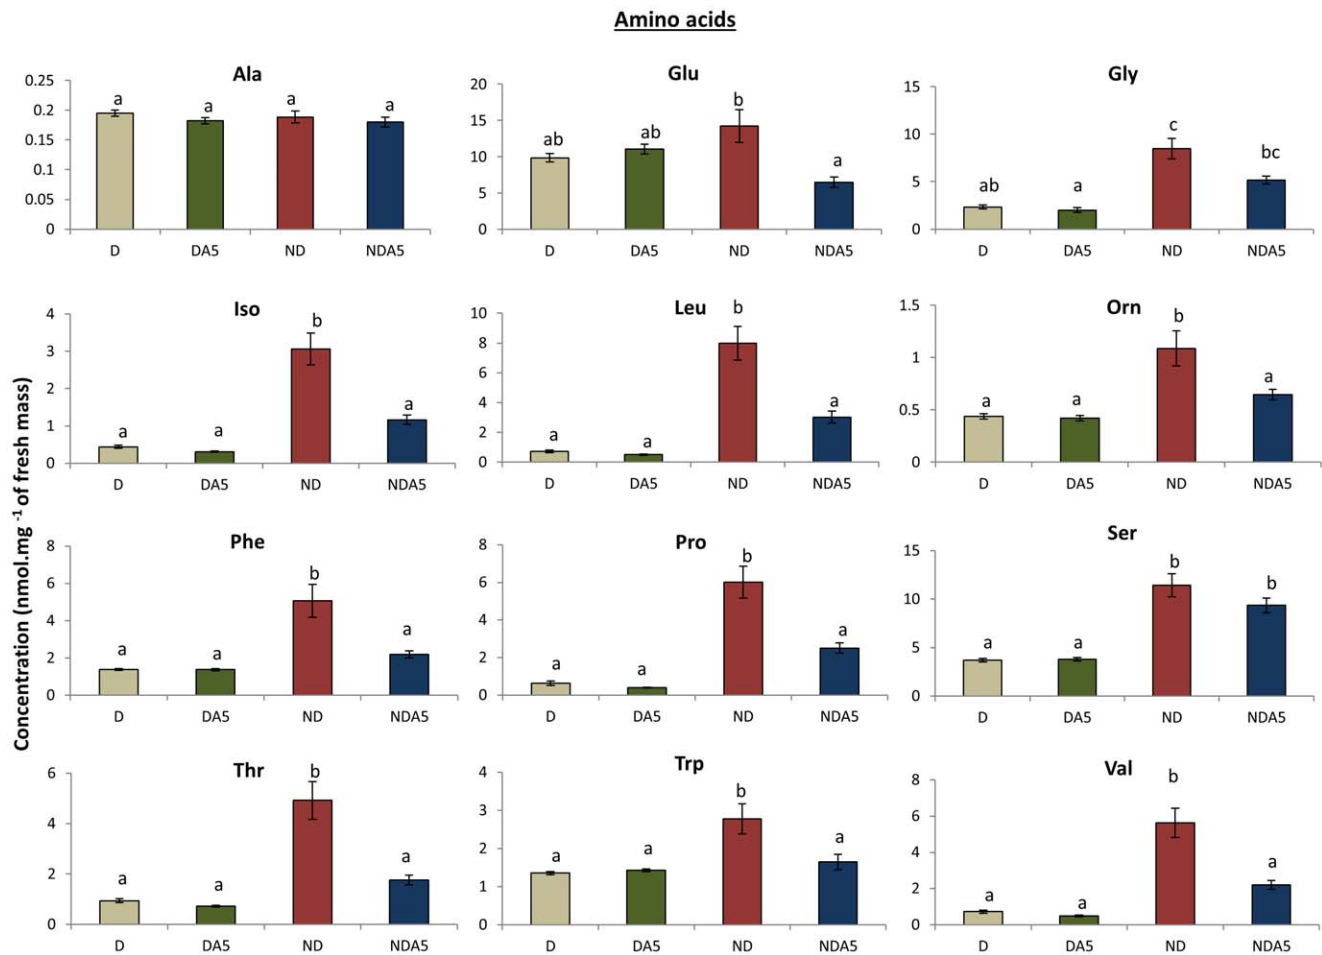 Amino acids
Concentration (nmol.mg -1 of fresh mass)
Ala
0.25
0.2
0.15
0.1
0.05
0
a a a a
D DA5 ND NDA5
Glu
20
15
10
5
0
ab ab b a
D DA5 ND NDA5
Gly
15
10
5
0
ab a c bc
D DA5 ND NDA5
Iso
4
3
2
1
0
a a b a
D DA5 ND NDA5
Leu
10
8
6
4
2
0
a a b a
D DA5 ND NDA5
Orn
1.5
1
0.5
0
a a b a
D DA5 ND NDA5
Phe
8
6
4
2
0
a a b a
D DA5 ND NDA5
Pro
8
6
4
2
0
a a b a
D DA5 ND NDA5
Ser
15
10
5
0
a a b b
D DA5 ND NDA5
Thr
6
4
2
0
a a b a
D DA5 ND NDA5
Trp
4
3
2
1
0
a a b a
D DA5 ND NDA5
Val
8
6
4
2
0
a a b a
D DA5 ND NDA5